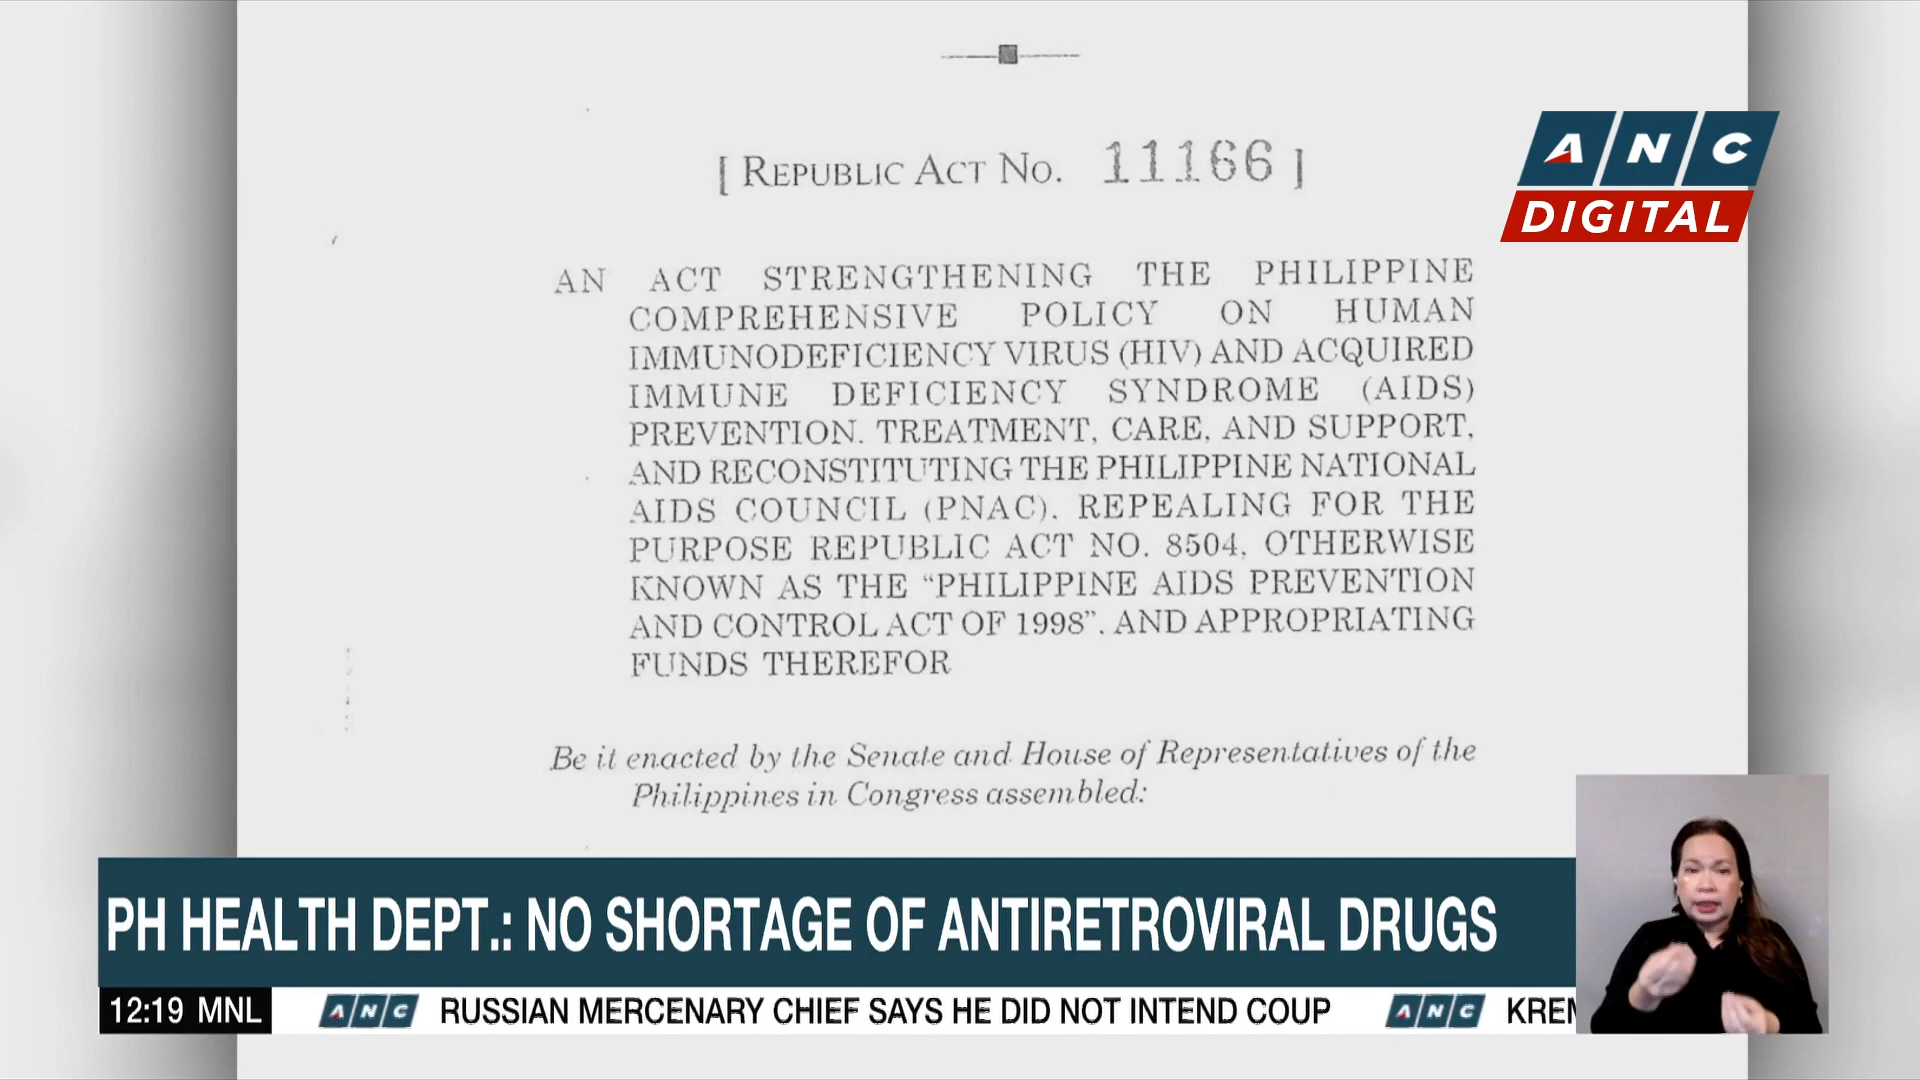 [ REPUBLIC ACT NO. 11166 ]
ANC
DIGITAL
AN ACT STRENGTHENING THE PHILIPPINE
COMPREHENSIVE POLICY ON HUMAN
IMMUNODEFICIENCY VIRUS (HIV) AND ACQUIRED
IMMUNE DEFICIENCY SYNDROME (AIDS)
PREVENTION, TREATMENT, CARE, AND SUPPORT,
AND RECONSTITUTING THE PHILIPPINE NATIONAL
AIDS COUNCIL (PNAC), REPEALING FOR THE
PURPOSE REPUBLIC ACT NO. 8504, OTHERWISE
KNOWN AS THE “PHILIPPINE AIDS PREVENTION
AND CONTROL ACT OF 1998”, AND APPROPRIATING
FUNDS THEREFOR
Be it enacted by the Senate and House of Representatives of the
Philippines in Congress assembled:
PH HEALTH DEPT.: NO SHORTAGE OF ANTIRETROVIRAL DRUGS
12:19 MNL ANC RUSSIAN MERCENARY CHIEF SAYS HE DID NOT INTEND COUP ANC